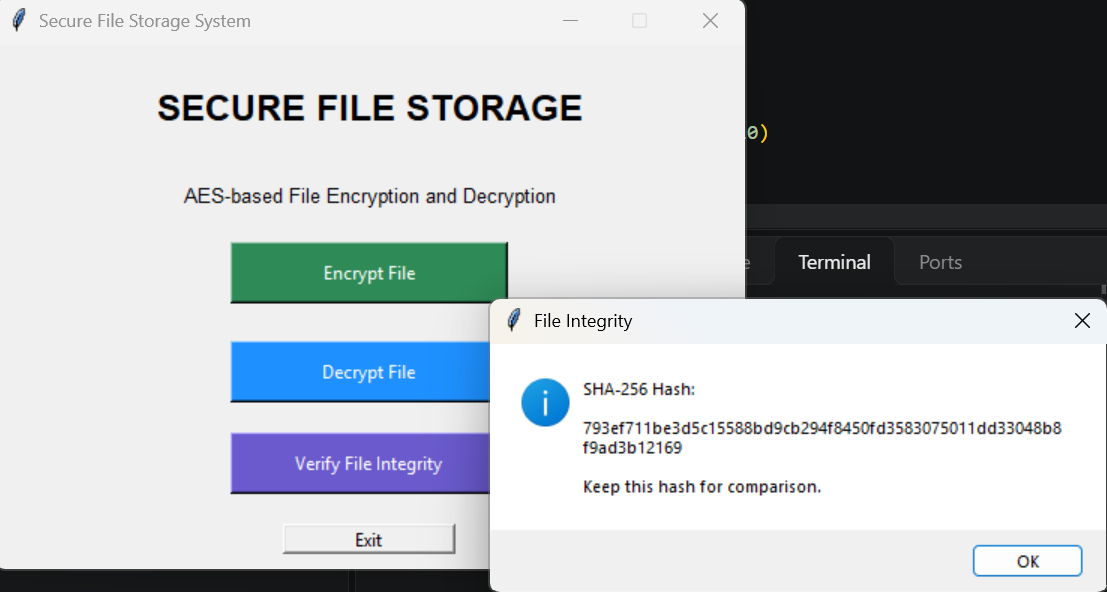 Secure File Storage System
SECURE FILE STORAGE
0)
AES-based File Encryption and Decryption
Encrypt File
Terminal
Ports
File Integrity
Decrypt File
SHA-256 Hash:
793ef711be3d5c15588bd9cb294f8450fd3583075011dd33048b8
f9ad3b12169
Keep this hash for comparison.
Verify File Integrity
Exit
OK